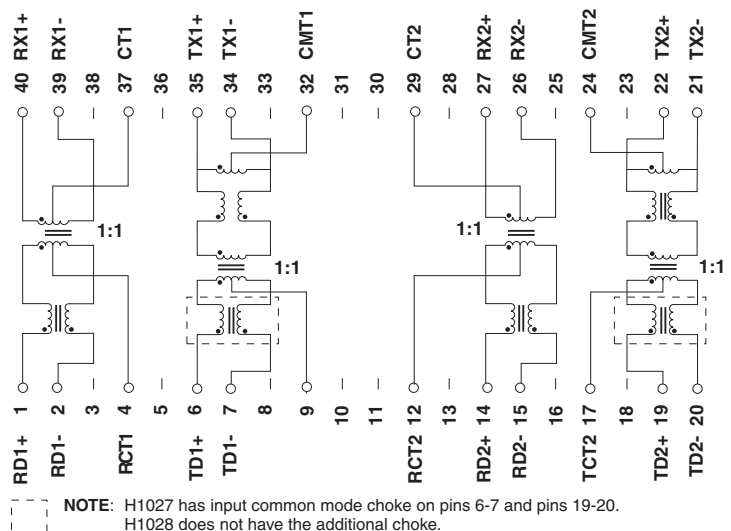 RX1+ RX1- CT1 TX1+ TX1- CMT1 CT2 RX2+ RX2- CMT2 TX2+ TX2-
40 39 38 37 36 35 34 33 32 31 30 29 28 27 26 25 24 23 22 21
1:1 1:1
1:1 1:1
1 2 3 4 5 6 7 8 9 10 11 12 13 14 15 16 17 18 19 20
RD1+ RD1- RCT1 TD1+ TD1- RCT2 RD2+ RD2- TCT2 TD2+ TD2-
NOTE: H1027 has input common mode choke on pins 6-7 and pins 19-20.
H1028 does not have the additional choke.